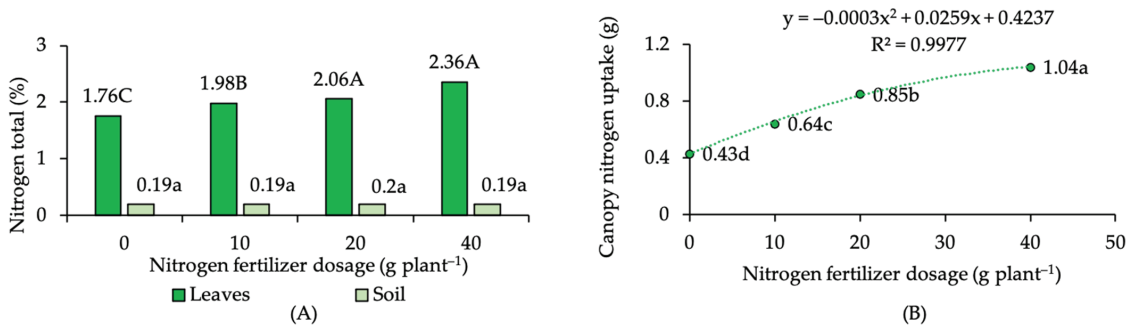 Nitrogen total (%)
3
2
1
0
1.76C
1.98B
2.06A
2.36A
0.19a
0.19a
0.2a
0.19a
0
10
20
40
Nitrogen fertilizer dosage (g plant⁻¹)
Leaves
Soil
(A)
y = −0.0003x² + 0.0259x + 0.4237
R² = 0.9977
Canopy nitrogen uptake (g)
1.2
0.8
0.4
0
0.43d
0.64c
0.85b
1.04a
0
10
20
30
40
50
Nitrogen fertilizer dosage (g plant⁻¹)
(B)